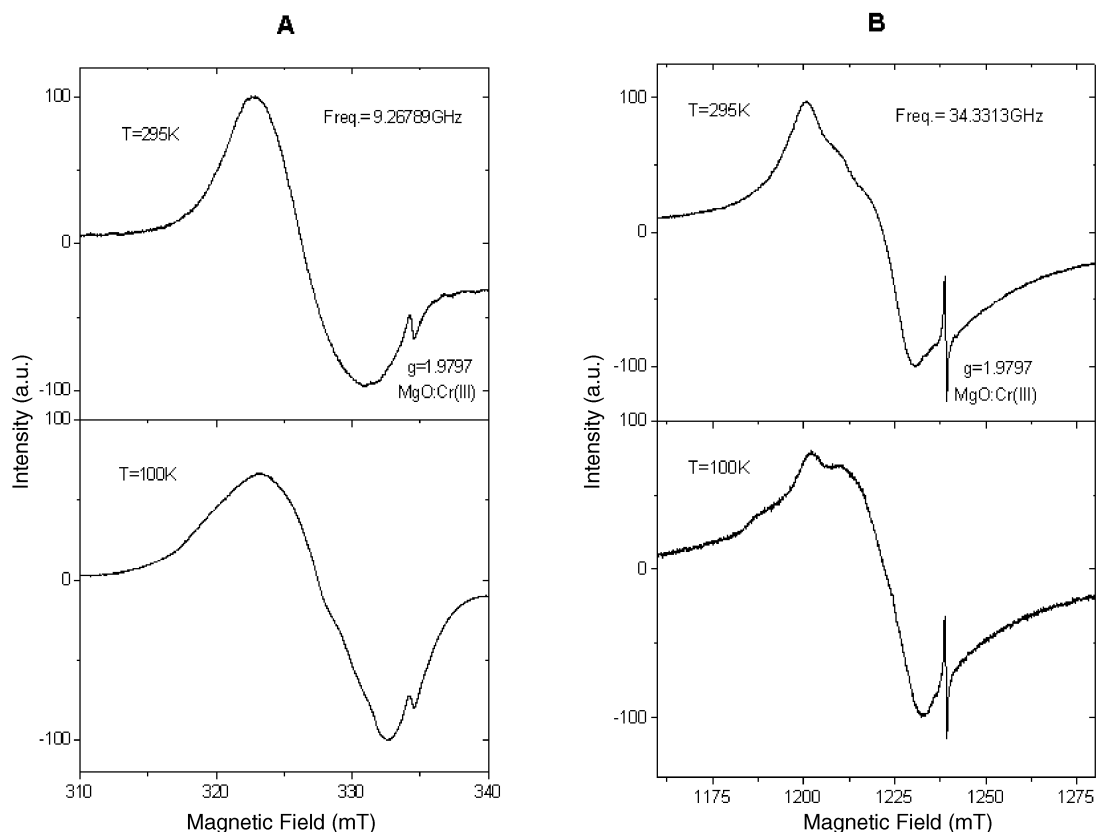 A
B
100
T=295K
Freq.= 9.26789GHz
0
-100
g=1.9797
MgO:Cr(III)
100
T=100K
0
-100
310
320
330
340
Intensity (a.u.)
Magnetic Field (mT)
100
T=295K
Freq.= 34.3313GHz
0
-100
g=1.9797
MgO:Cr(III)
100
T=100K
0
-100
1175
1200
1225
1250
1275
Intensity (a.u.)
Magnetic Field (mT)